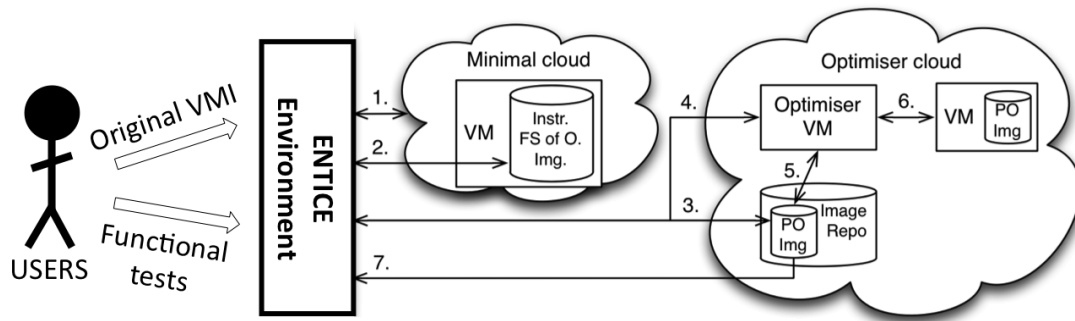 Original VMI
Functional
tests
USERS
ENTICE
Environment
1.
2.
Minimal cloud
VM
Instr.
FS of O.
Img.
3.
4.
7.
Optimiser cloud
Optimiser
VM
6.
VM
PO
Img
5.
Image
Repo
PO
Img